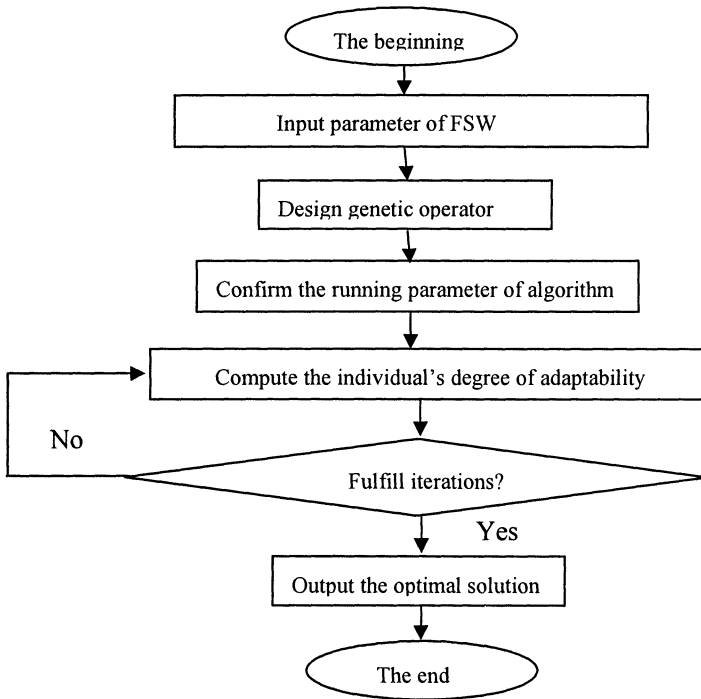 The beginning
Input parameter of FSW
Design genetic operator
Confirm the running parameter of algorithm
Compute the individual's degree of adaptability
No
Fulfill iterations?
Yes
Output the optimal solution
The end